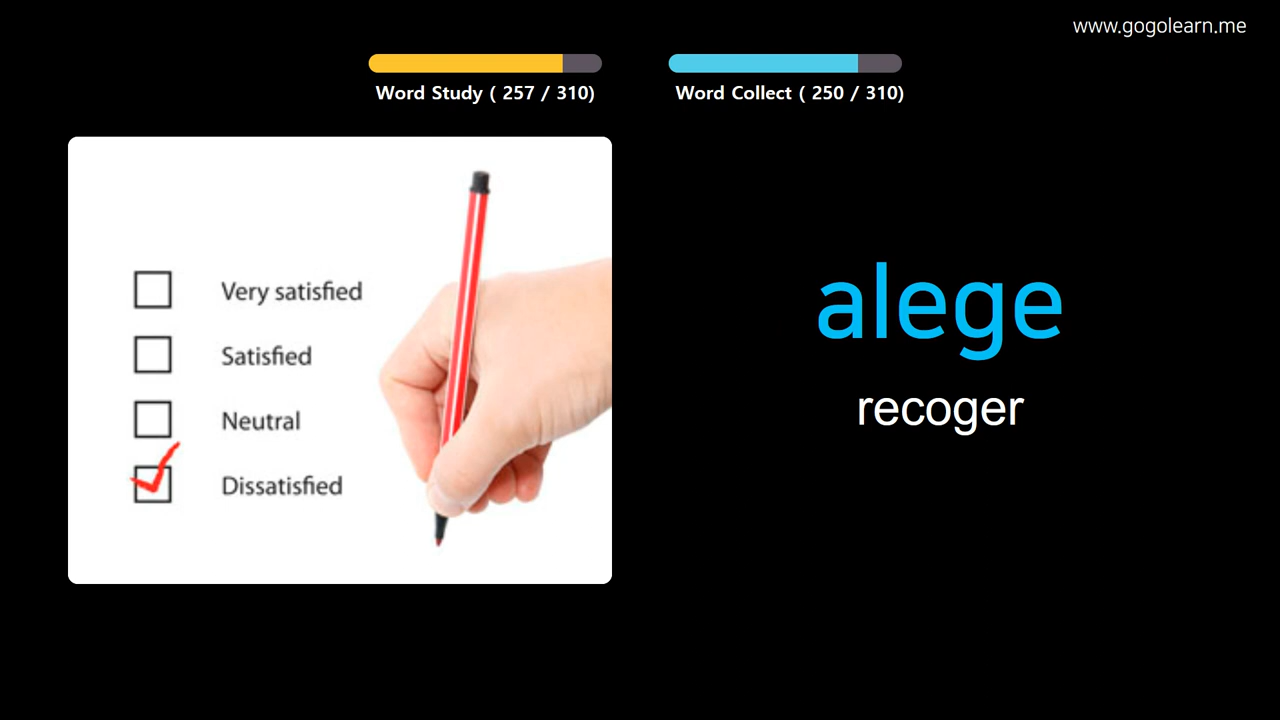 www.gogolearn.me
Word Study ( 257 / 310)
Word Collect ( 250 / 310)
Very satisfied
Satisfied
Neutral
Dissatisfied
alege
recoger